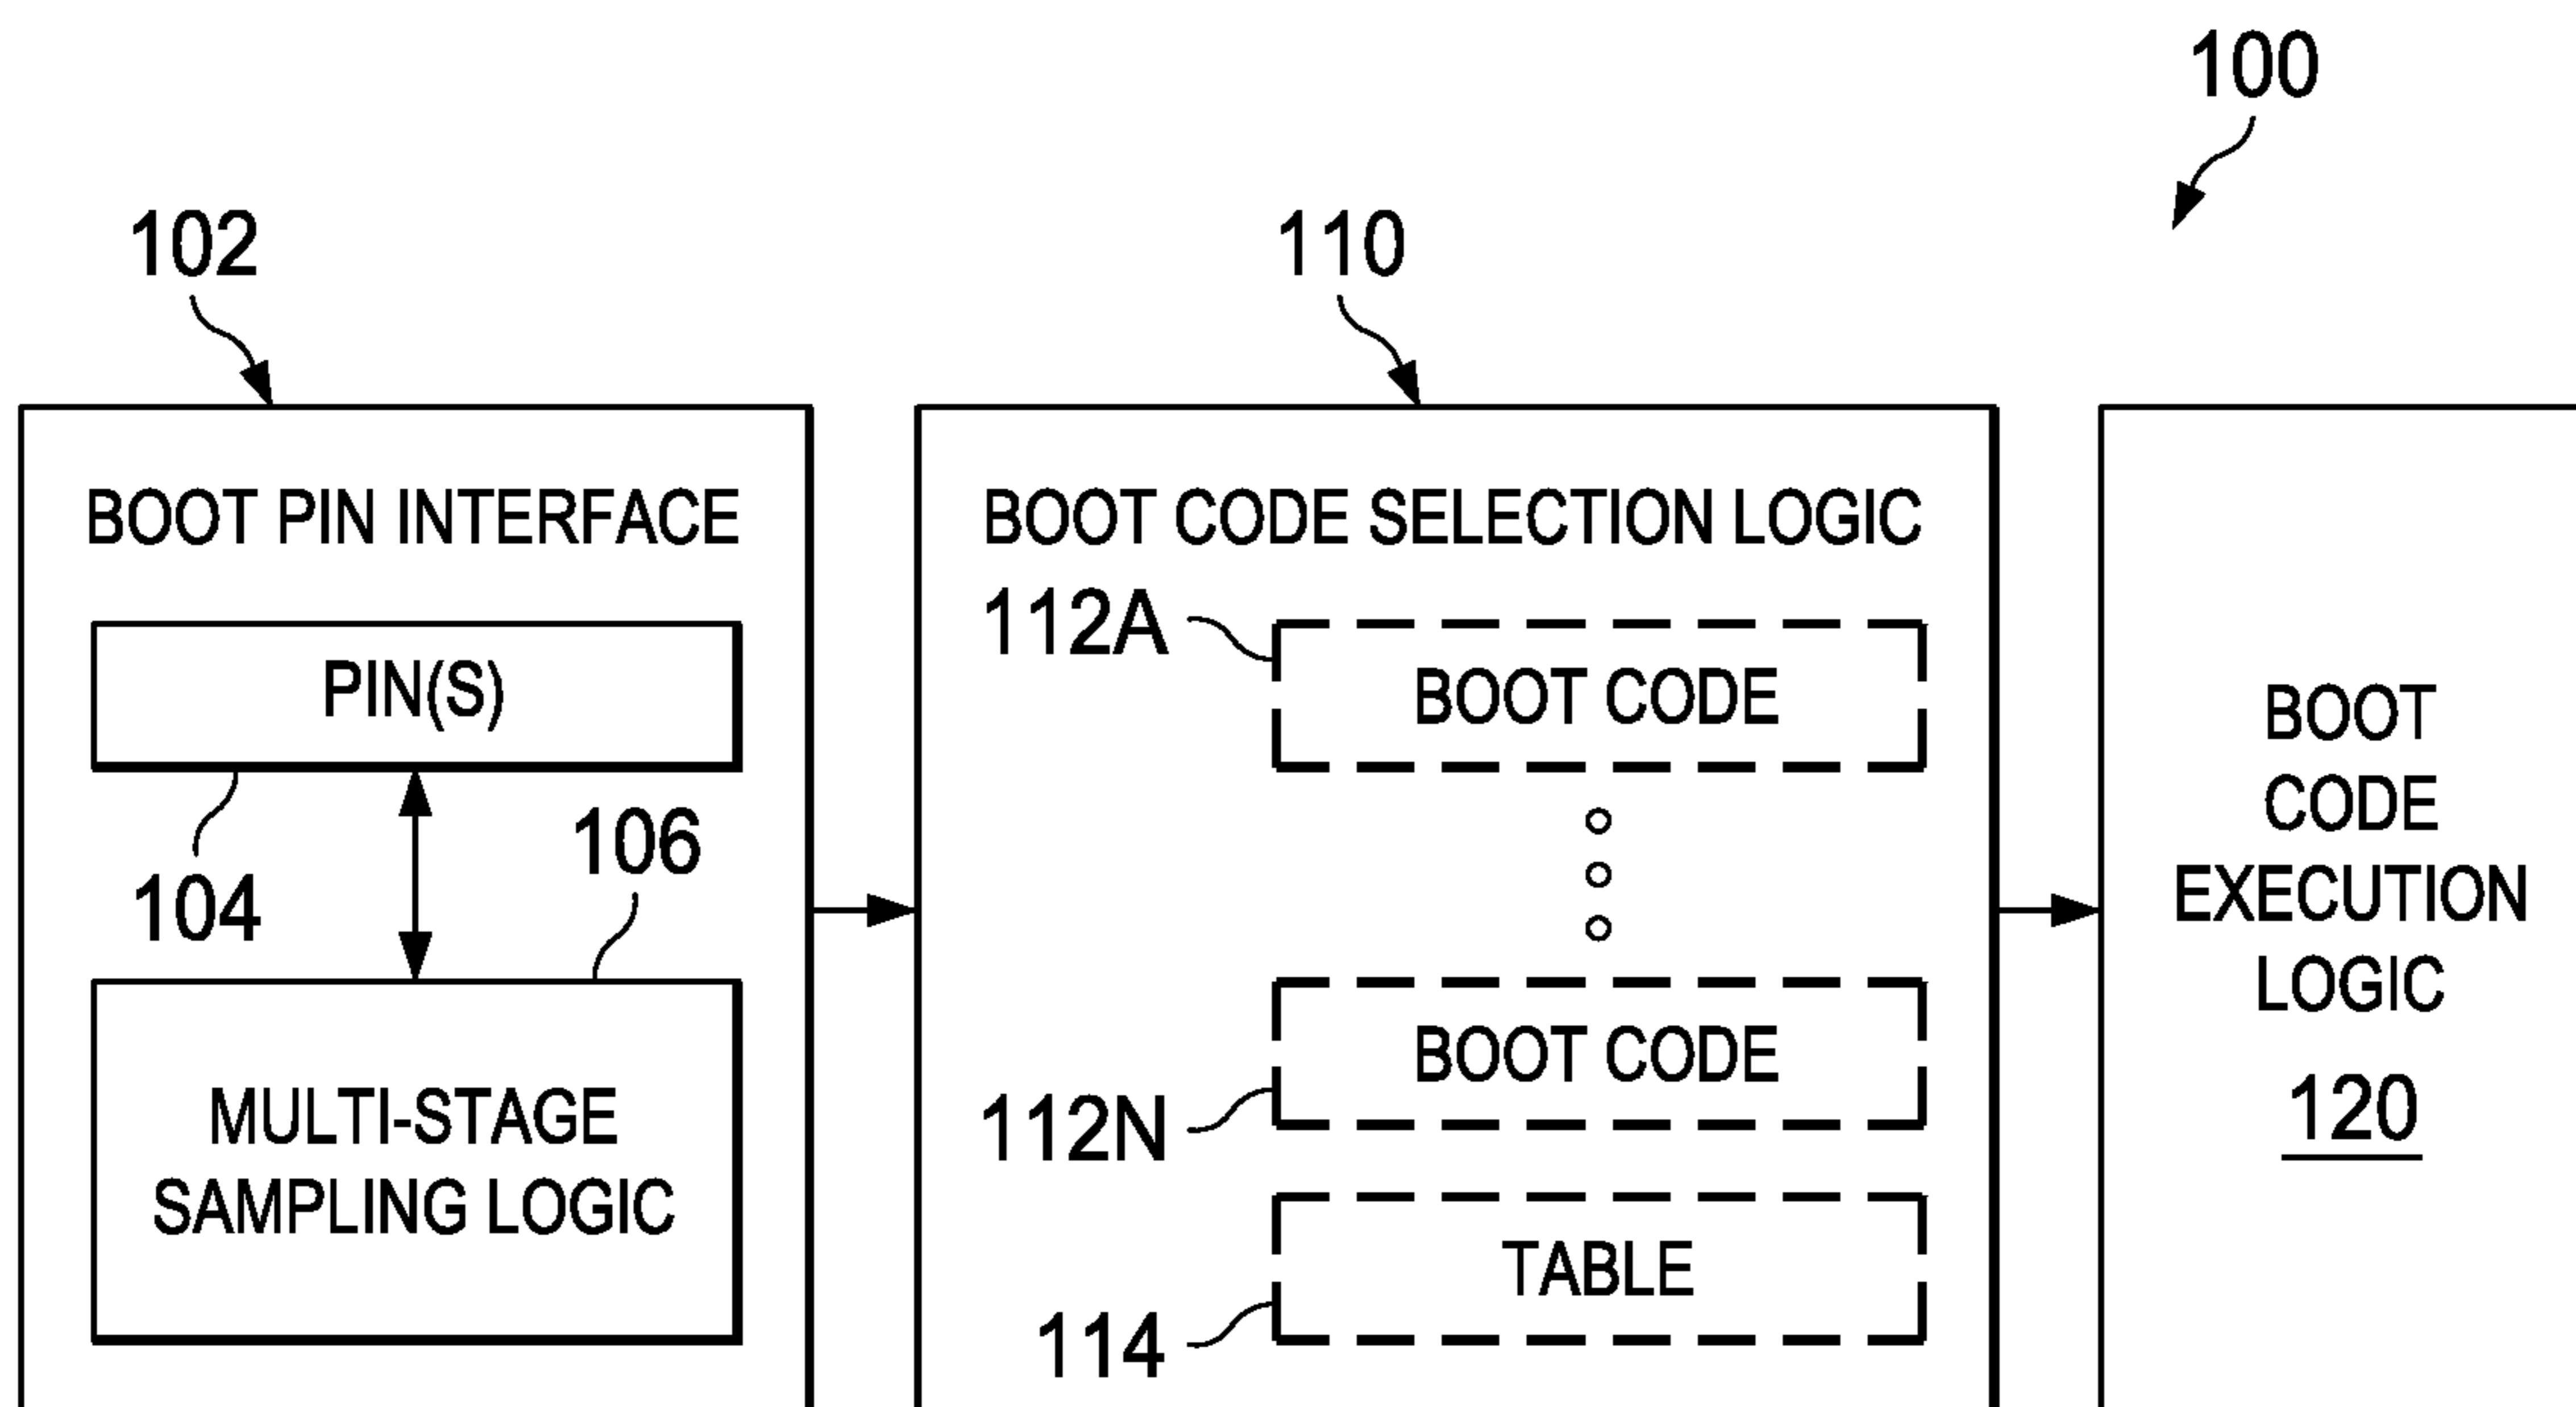 100
102
110
BOOT PIN INTERFACE
PIN(S)
104
106
MULTI-STAGE
SAMPLING LOGIC
BOOT CODE SELECTION LOGIC
112A
BOOT CODE
BOOT CODE
112N
TABLE
114
BOOT
CODE
EXECUTION
LOGIC
120